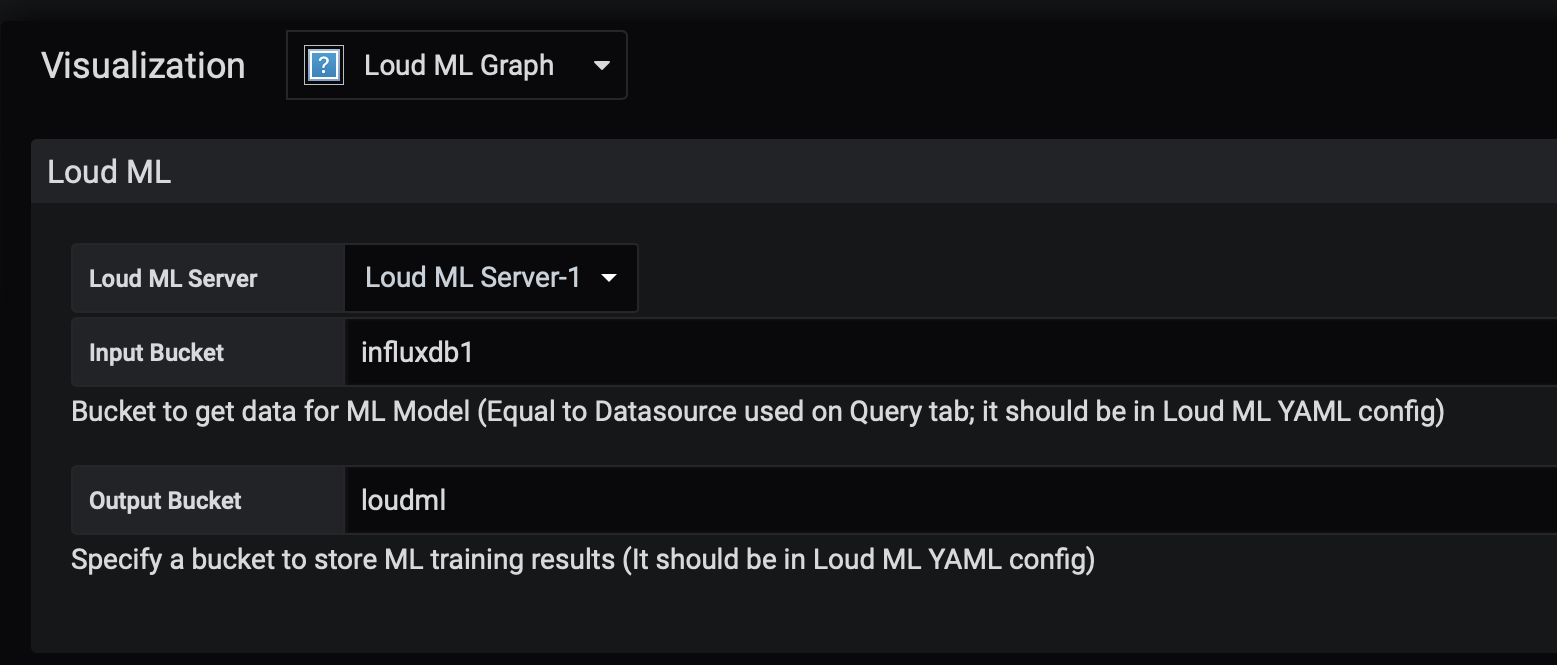 Visualization
? Loud ML Graph
Loud ML
Loud ML Server Loud ML Server-1
Input Bucket influxdb1
Bucket to get data for ML Model (Equal to Datasource used on Query tab; it should be in Loud ML YAML config)
Output Bucket loudml
Specify a bucket to store ML training results (It should be in Loud ML YAML config)